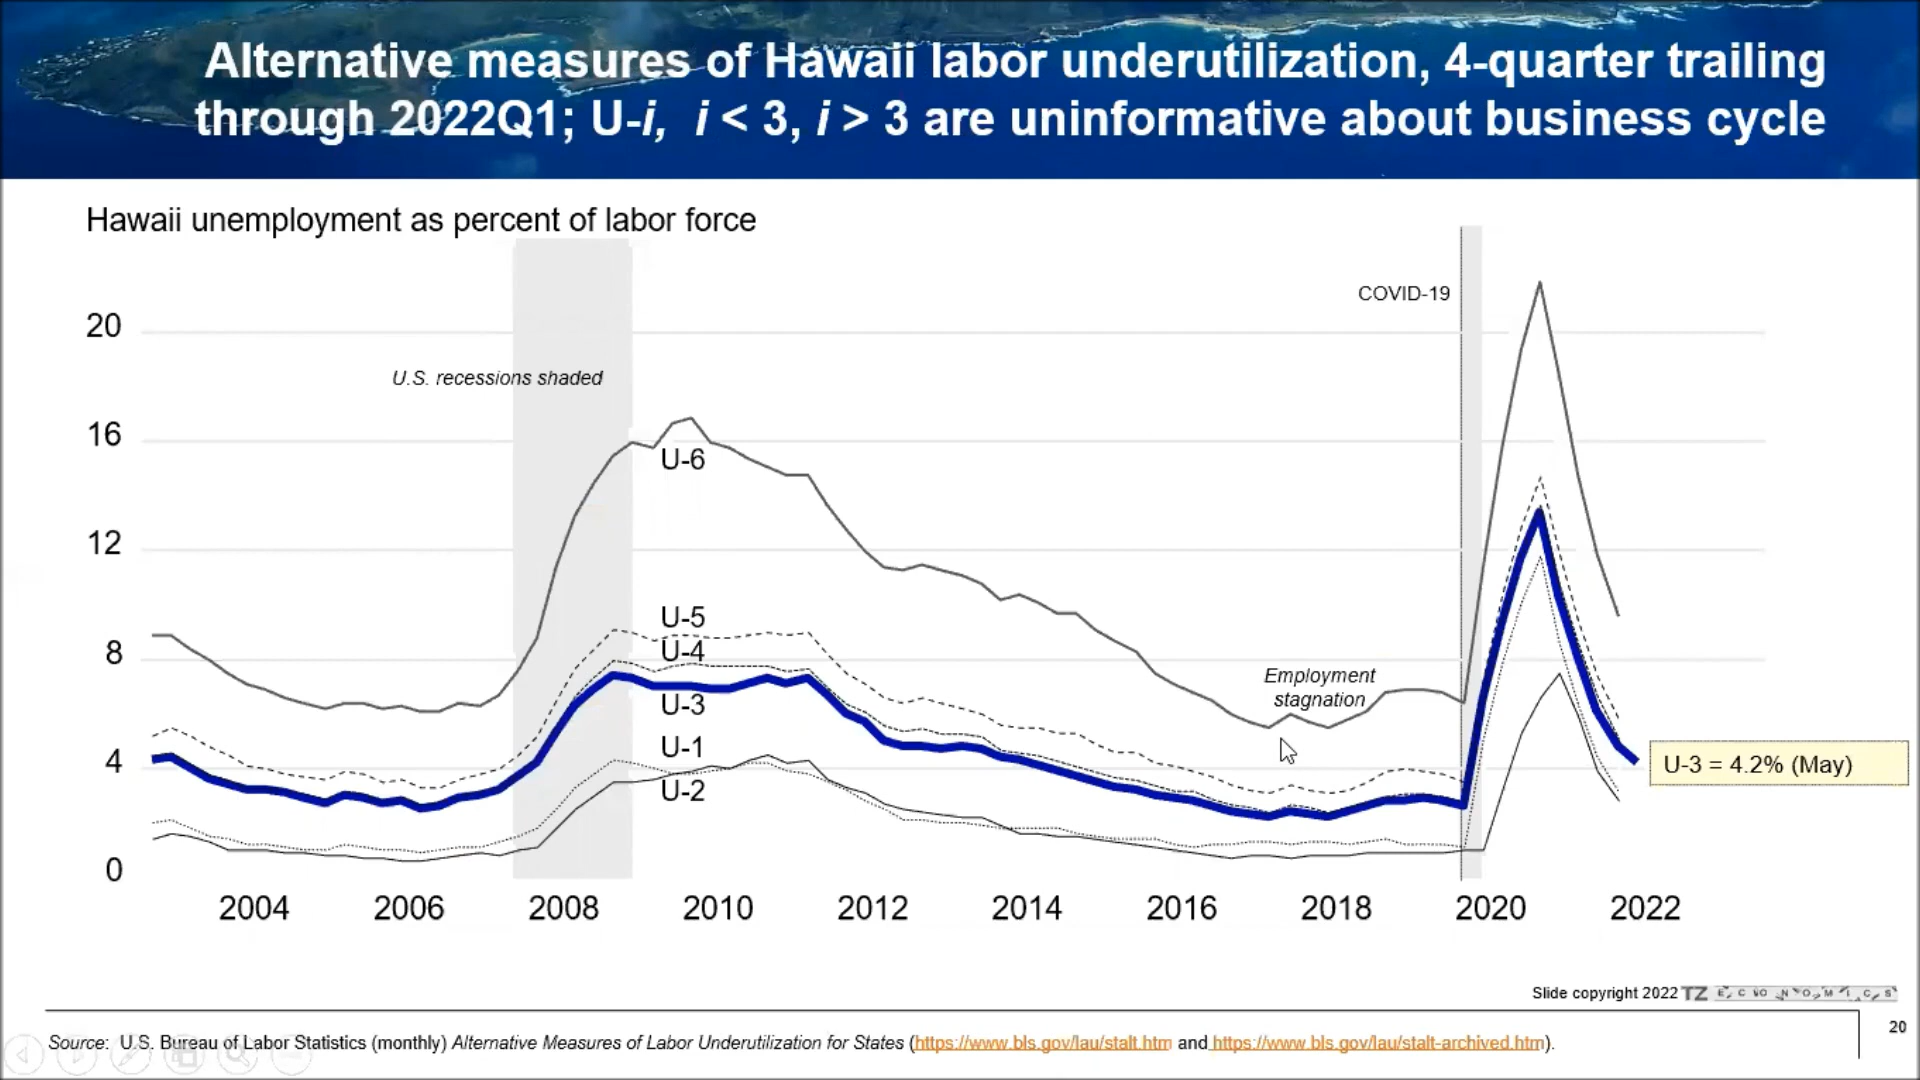 Alternative measures of Hawaii labor underutilization, 4-quarter trailing
through 2022Q1; U-i, i < 3, i > 3 are uninformative about business cycle
Hawaii unemployment as percent of labor force
COVID-19
20
U.S. recessions shaded
16
U-6
12
U-5
8
U-4
Employment
stagnation
U-3
U-1
4
U-3 = 4.2% (May)
U-2
0
2004 2006 2008 2010 2012 2014 2016 2018 2020 2022
Slide copyright 2022 TZ ECONOMICS
20
Source: U.S. Bureau of Labor Statistics (monthly) Alternative Measures of Labor Underutilization for States (https://www.bls.gov/lau/stalt.htm and https://www.bls.gov/lau/stalt-archived.htm).